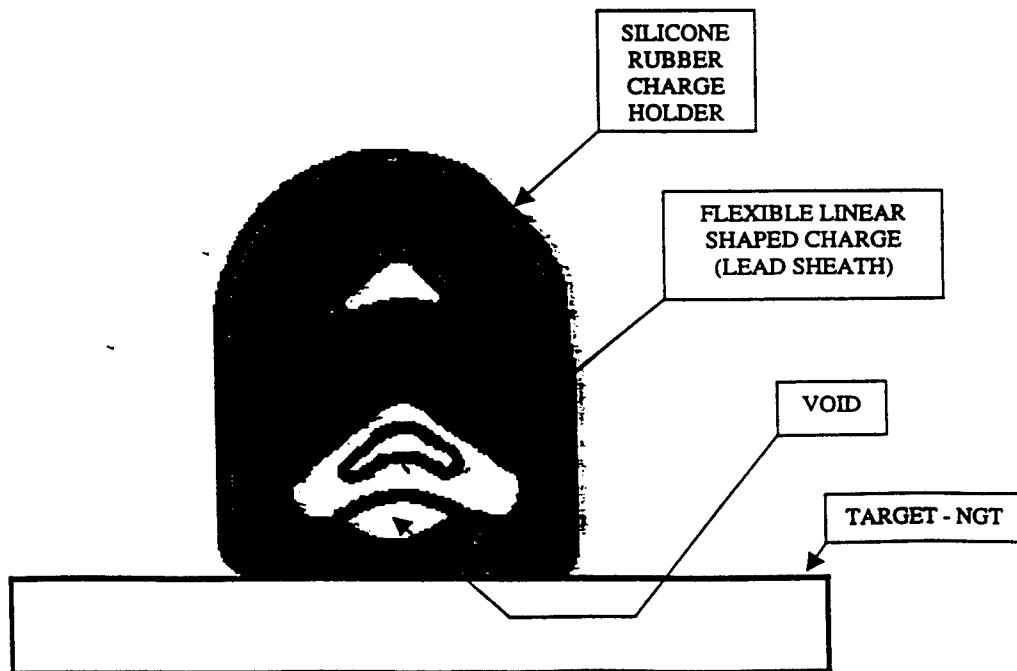 SILICONE
RUBBER
CHARGE
HOLDER
FLEXIBLE LINEAR
SHAPED CHARGE
(LEAD SHEATH)
VOID
TARGET - NGT